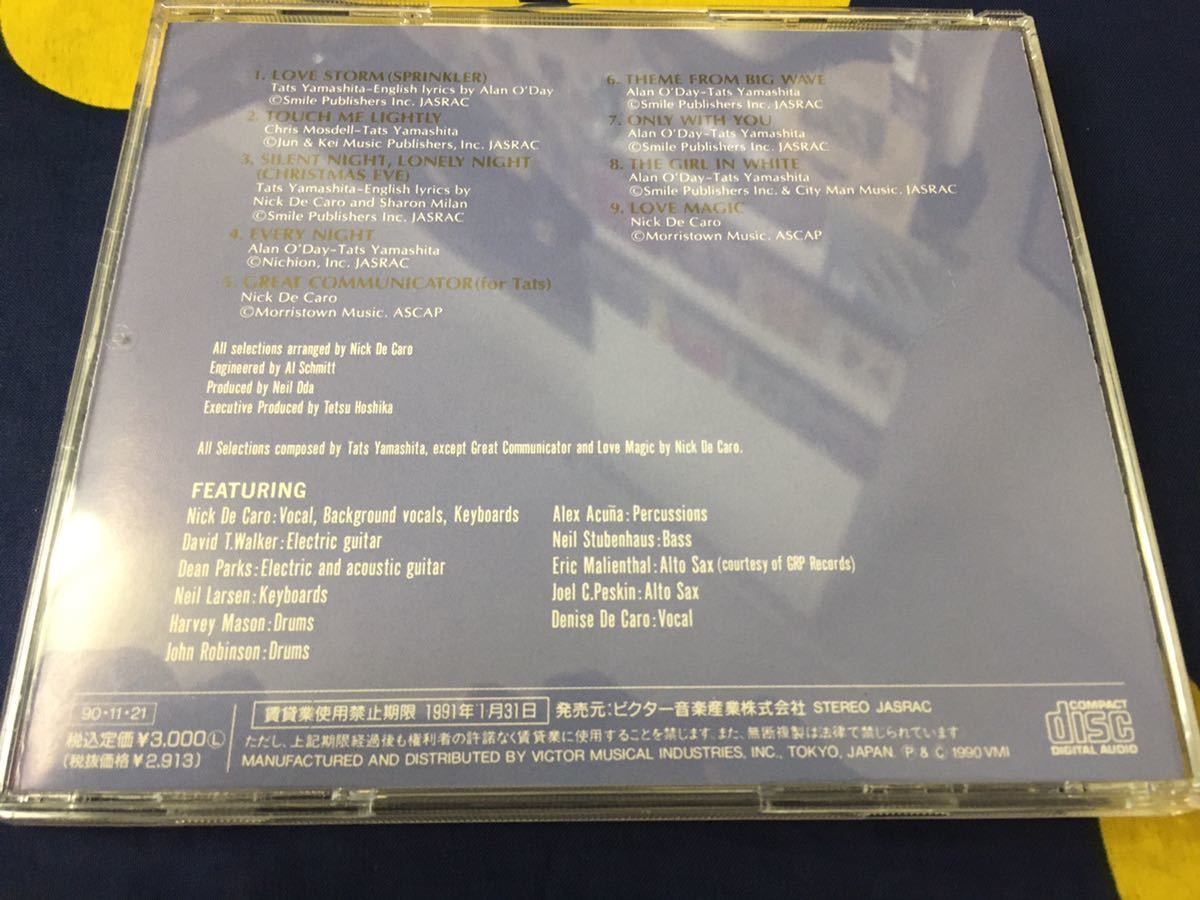 1. LOVE STORM (SPRINKLER)
Tats Yamashita-English lyrics by Alan O'Day
©Smile Publishers Inc. JASRAC
2. TOUCH ME LIGHTLY
Chris Mosdell-Tats Yamashita
©Jun & Kei Music Publishers, Inc. JASRAC
3. SILENT NIGHT, LONELY NIGHT
(CHRISTMAS EVE)
Tats Yamashita-English lyrics by
Nick De Caro and Sharon Milan
©Smile Publishers Inc. JASRAC
4. EVERY NIGHT
Alan O'Day-Tats Yamashita
©Nichion, Inc. JASRAC
5. GREAT COMMUNICATOR (for Tats)
Nick De Caro
©Morristown Music. ASCAP
6. THEME FROM BIG WAVE
Alan O'Day-Tats Yamashita
©Smile Publishers Inc. JASRAC
7. ONLY WITH YOU
Alan O'Day-Tats Yamashita
©Smile Publishers Inc. JASRAC
8. THE GIRL IN WHITE
Alan O'Day-Tats Yamashita
©Smile Publishers Inc. & City Man Music. JASRAC
9. LOVE MAGIC
Nick De Caro
©Morristown Music. ASCAP
All selections arranged by Nick De Caro
Engineered by Al Schmitt
Produced by Neil Oda
Executive Produced by Tetsu Hoshika
All Selections composed by Tats Yamashita, except Great Communicator and Love Magic by Nick De Caro.
FEATURING
Nick De Caro : Vocal, Background vocals, Keyboards
David T.Walker : Electric guitar
Dean Parks : Electric and acoustic guitar
Neil Larsen : Keyboards
Harvey Mason : Drums
John Robinson : Drums
Alex Acuña : Percussions
Neil Stubenhaus : Bass
Eric Malienthal : Alto Sax (courtesy of GRP Records)
Joel C.Peskin : Alto Sax
Denise De Caro : Vocal
90・11・21
税込定価¥3,000Ⓛ
(税抜価格¥2,913)
賃貸業使用禁止期限 1991年1月31日 発売元:ビクター音楽産業株式会社 STEREO JASRAC
ただし、上記期限経過後も権利者の許諾なく賃貸業に使用することを禁じます。また、無断複製は法律で禁じられています
MANUFACTURED AND DISTRIBUTED BY VICTOR MUSICAL INDUSTRIES, INC., TOKYO, JAPAN. Ⓟ & © 1990 VMI
COMPACT
disc
DIGITAL AUDIO